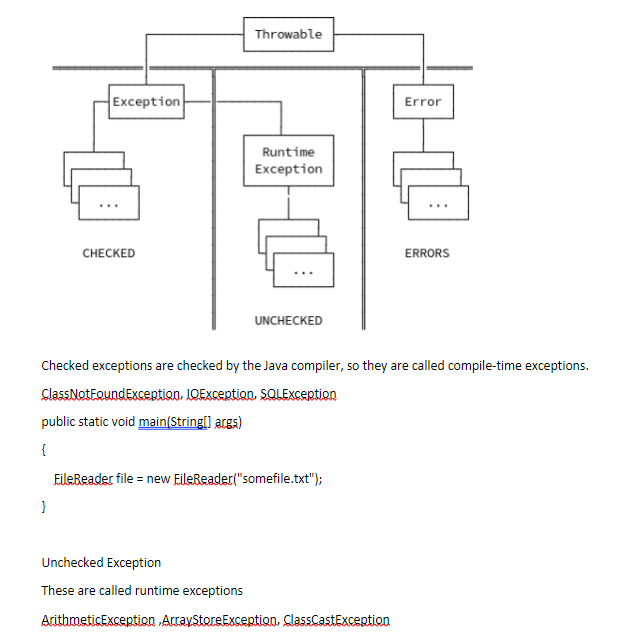 Throwable
Exception
Error
Runtime
Exception
...
...
...
CHECKED
ERRORS
UNCHECKED
Checked exceptions are checked by the Java compiler, so they are called compile-time exceptions.
ClassNotFoundException, IOException, SQLException
public static void main(String[] args)
{
FileReader file = new FileReader("somefile.txt");
}
Unchecked Exception
These are called runtime exceptions
ArithmeticException ,ArrayStoreException, ClassCastException